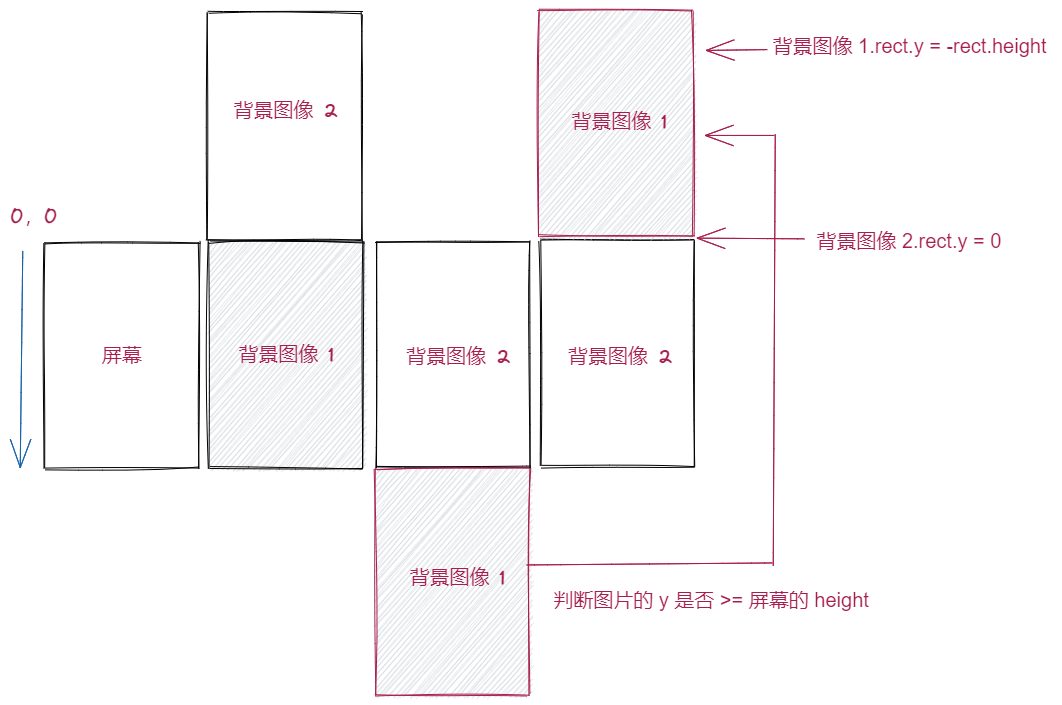 背景图像 1.rect.y = -rect.height
背景图像 2
背景图像 1
0, 0
背景图像 2.rect.y = 0
屏幕
背景图像 1
背景图像 2
背景图像 2
背景图像 1
判断图片的 y 是否 >= 屏幕的 height